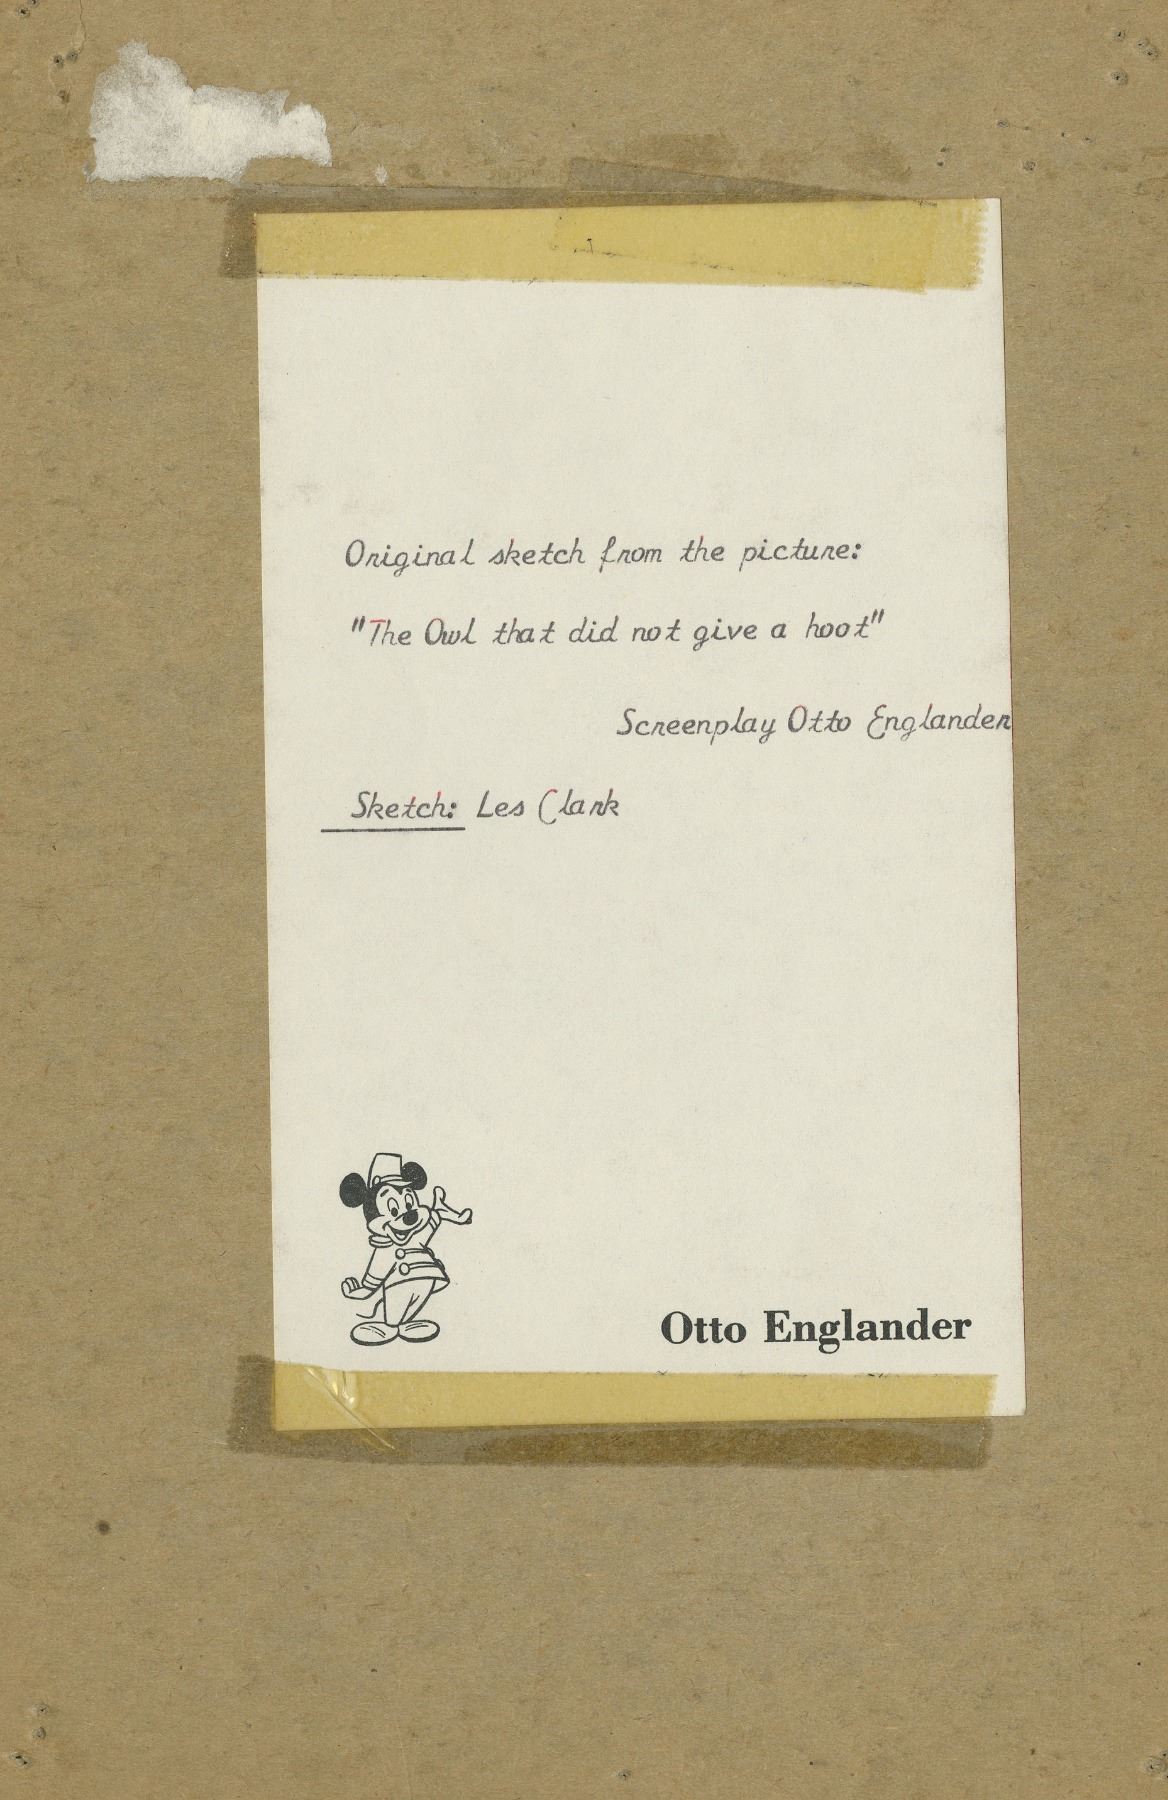 Original sketch from the picture:
"The Owl that did not give a hoot"
Screenplay Otto Englander
Sketch: Les Clark
Otto Englander